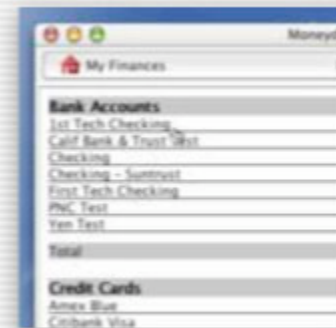 Moneyd
My Finances
Bank Accounts
1st Tech Checking
Calif Bank & Trust Test
Checking
Checking - Suntrust
First Tech Checking
PNC Test
Yen Test
Total
Credit Cards
Amex Blue
Citibank Visa